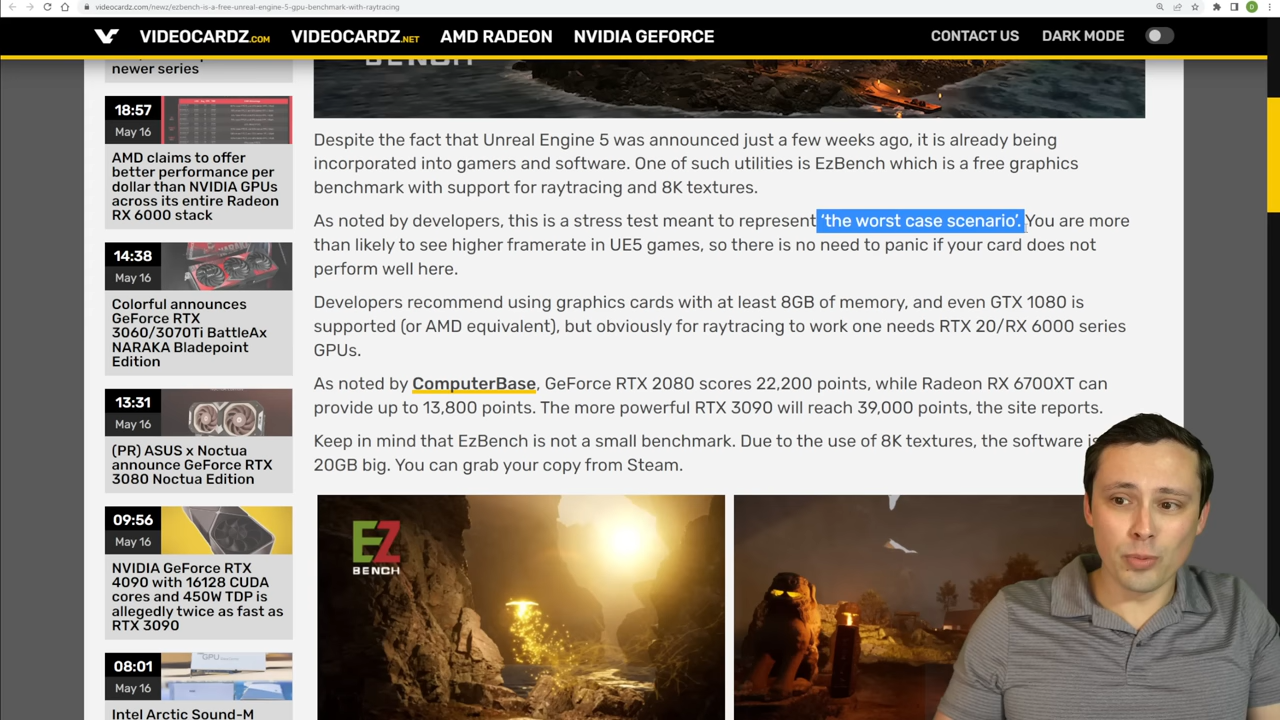 videocardz.com/newz/ezbench-is-a-free-unreal-engine-5-gpu-benchmark-with-raytracing
VIDEOCARDZ.COM
VIDEOCARDZ.NET
AMD RADEON
NVIDIA GEFORCE
CONTACT US
DARK MODE
newer series
18:57
May 16
AMD claims to offer
better performance per
dollar than NVIDIA GPUs
across its entire Radeon
RX 6000 stack
14:38
May 16
Colorful announces
GeForce RTX
3060/3070Ti BattleAx
NARAKA Bladepoint
Edition
13:31
May 16
(PR) ASUS x Noctua
announce GeForce RTX
3080 Noctua Edition
09:56
May 16
NVIDIA GeForce RTX
4090 with 16128 CUDA
cores and 450W TDP is
allegedly twice as fast as
RTX 3090
08:01
May 16
Intel Arctic Sound-M
BENCH
Despite the fact that Unreal Engine 5 was announced just a few weeks ago, it is already being
incorporated into gamers and software. One of such utilities is EzBench which is a free graphics
benchmark with support for raytracing and 8K textures.
As noted by developers, this is a stress test meant to represent ‘the worst case scenario’. You are more
than likely to see higher framerate in UE5 games, so there is no need to panic if your card does not
perform well here.
Developers recommend using graphics cards with at least 8GB of memory, and even GTX 1080 is
supported (or AMD equivalent), but obviously for raytracing to work one needs RTX 20/RX 6000 series
GPUs.
As noted by ComputerBase, GeForce RTX 2080 scores 22,200 points, while Radeon RX 6700XT can
provide up to 13,800 points. The more powerful RTX 3090 will reach 39,000 points, the site reports.
Keep in mind that EzBench is not a small benchmark. Due to the use of 8K textures, the software is
20GB big. You can grab your copy from Steam.
EZ
BENCH